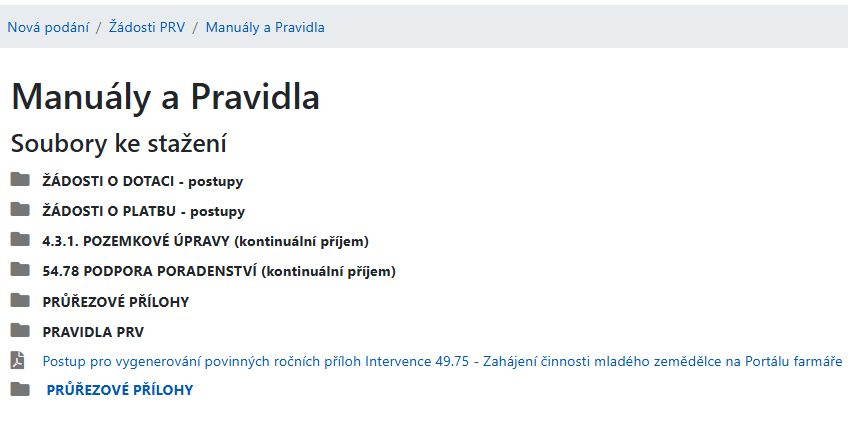 Nová podání / Žádosti PRV / Manuály a Pravidla
Manuály a Pravidla
Soubory ke stažení
ŽÁDOSTI O DOTACI - postupy
ŽÁDOSTI O PLATBU - postupy
4.3.1. POZEMKOVÉ ÚPRAVY (kontinuální příjem)
54.78 PODPORA PORADENSTVÍ (kontinuální příjem)
PRŮŘEZOVÉ PŘÍLOHY
PRAVIDLA PRV
Postup pro vygenerování povinných ročních příloh Intervence 49.75 - Zahájení činnosti mladého zemědělce na Portálu farmáře
PRŮŘEZOVÉ PŘÍLOHY